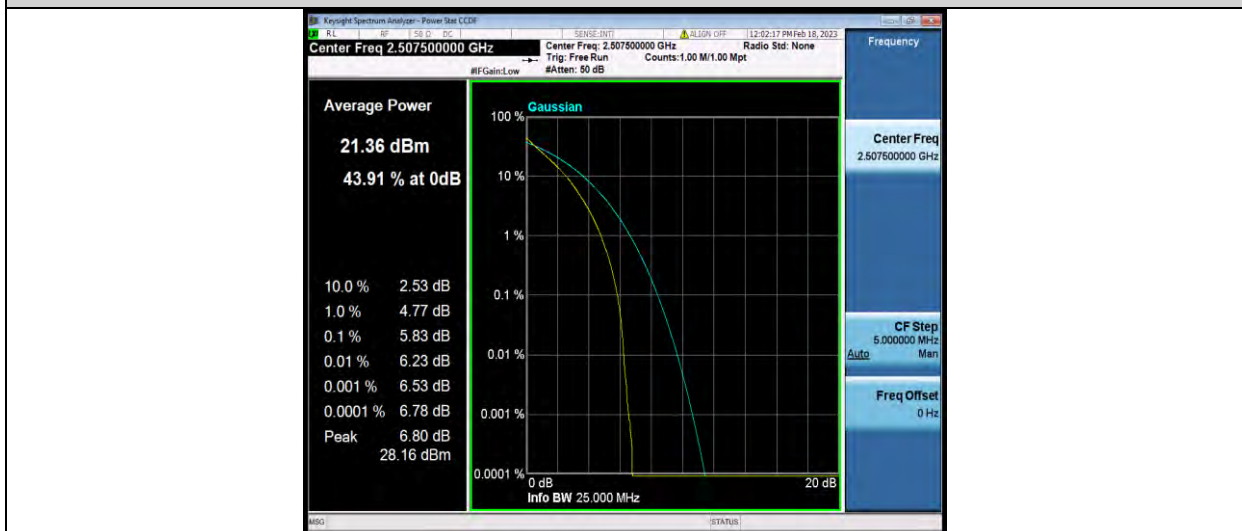 Keysight Spectrum Analyzer - Power Stat CCDF
RL RF 50 Ω DC SENSE:INT ALIGN OFF 12:02:17 PM Feb 18, 2023
Center Freq 2.507500000 GHz
Center Freq: 2.507500000 GHz Radio Std: None
Trig: Free Run Counts:1.00 M/1.00 Mpt
#IFGain:Low #Atten: 50 dB
Average Power
21.36 dBm
43.91 % at 0dB
10.0 % 2.53 dB
1.0 % 4.77 dB
0.1 % 5.83 dB
0.01 % 6.23 dB
0.001 % 6.53 dB
0.0001 % 6.78 dB
Peak 6.80 dB
28.16 dBm
Gaussian
100 %
10 %
1 %
0.1 %
0.01 %
0.001 %
0.0001 %
0 dB 20 dB
Info BW 25.000 MHz
Frequency
Center Freq
2.507500000 GHz
CF Step
5.000000 MHz
Auto Man
Freq Offset
0 Hz
MSG STATUS